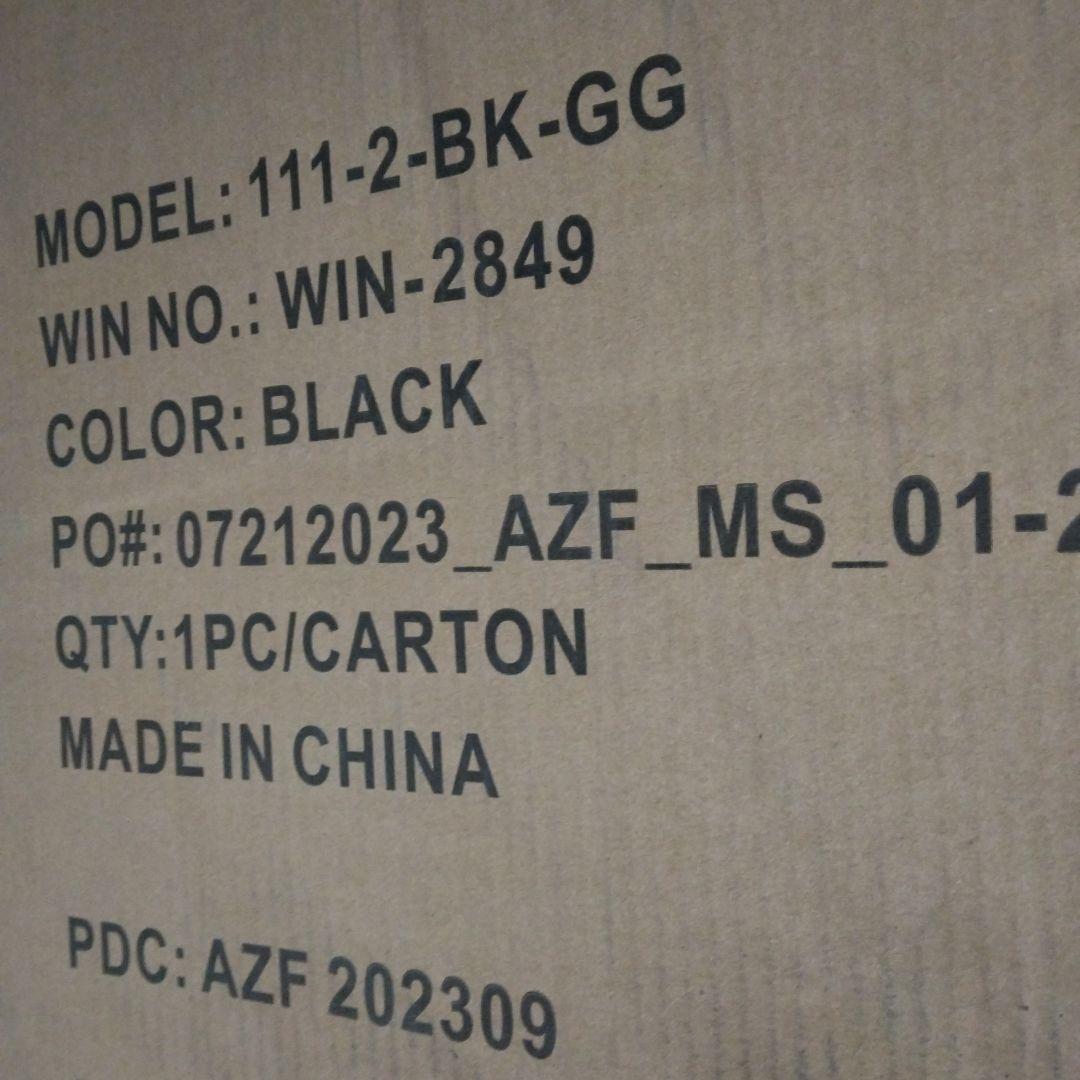 MODEL: 111-2-BK-GG
WIN NO.: WIN-2849
COLOR: BLACK
PO#: 07212023_AZF_MS_01-2
QTY:1PC/CARTON
MADE IN CHINA
PDC: AZF 202309